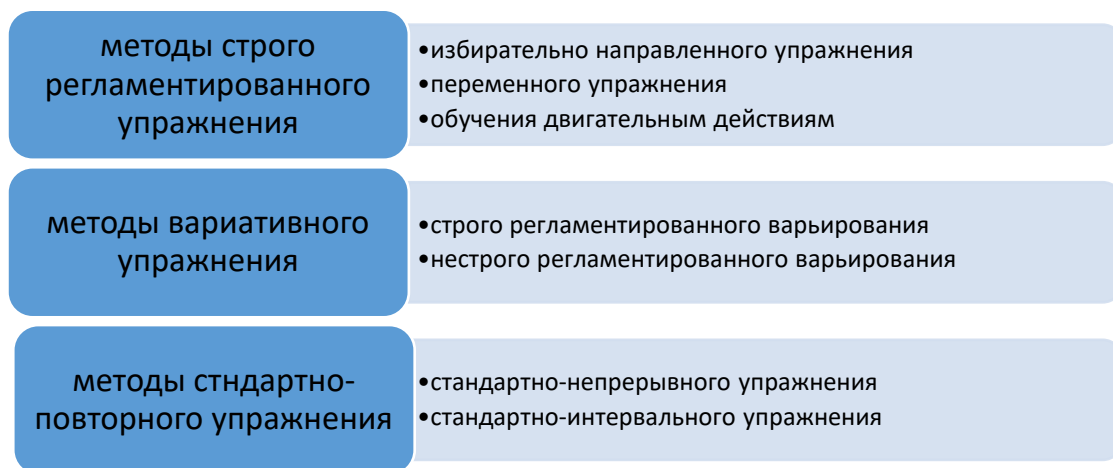 методы строго
регламентированного
упражнения
•избирательно направленного упражнения
•переменного упражнения
•обучения двигательным действиям
методы вариативного
упражнения
•строго регламентированного варьирования
•нестрого регламентированного варьирования
методы стндартно-
повторного упражнения
•стандартно-непрерывного упражнения
•стандартно-интервального упражнения